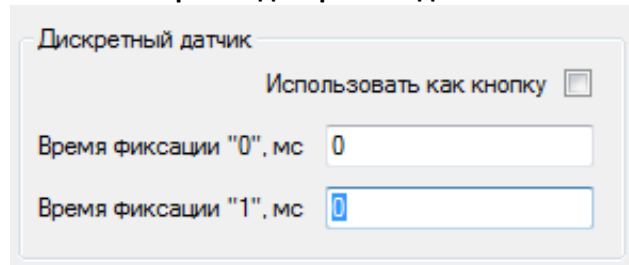 Дискретный датчик
Использовать как кнопку
Время фиксации "0", мс 0
Время фиксации "1", мс 0